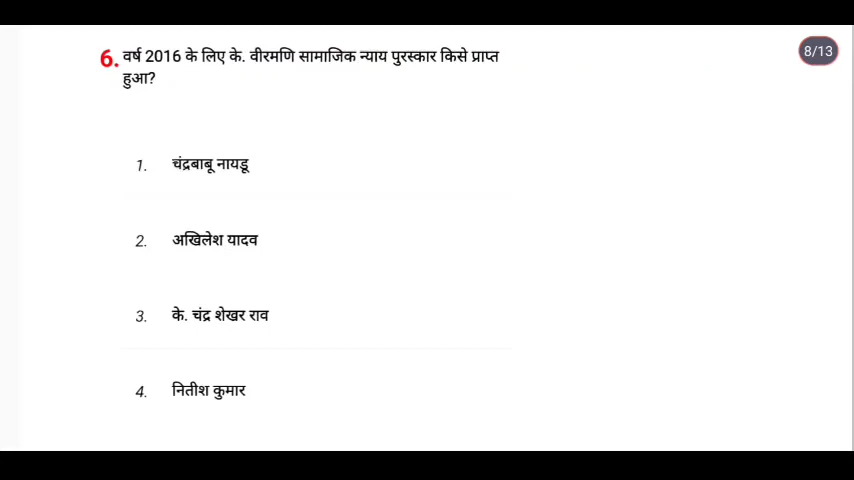 8/13
6. वर्ष 2016 के लिए के. वीरमणि सामाजिक न्याय पुरस्कार किसे प्राप्त
हुआ?
1. चंद्रबाबू नायडू
2. अखिलेश यादव
3. के. चंद्र शेखर राव
4. नितीश कुमार